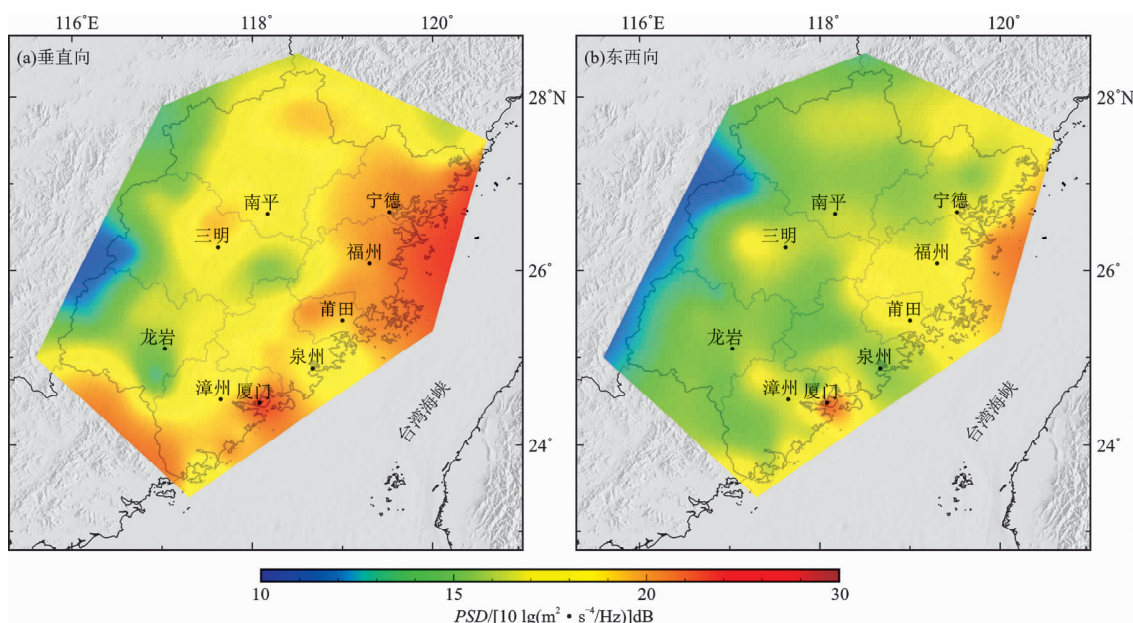 116°E 118° 120° 116°E 118° 120°
(a)垂直向
28°N
南平
宁德
三明
福州
26°
莆田
龙岩
泉州
漳州 厦门
台湾海峡
24°
(b)东西向
28°N
南平
宁德
三明
福州
26°
莆田
龙岩
泉州
漳州 厦门
台湾海峡
24°
10 15 20 30
PSD/[10 lg(m²·s⁻⁴/Hz)]dB